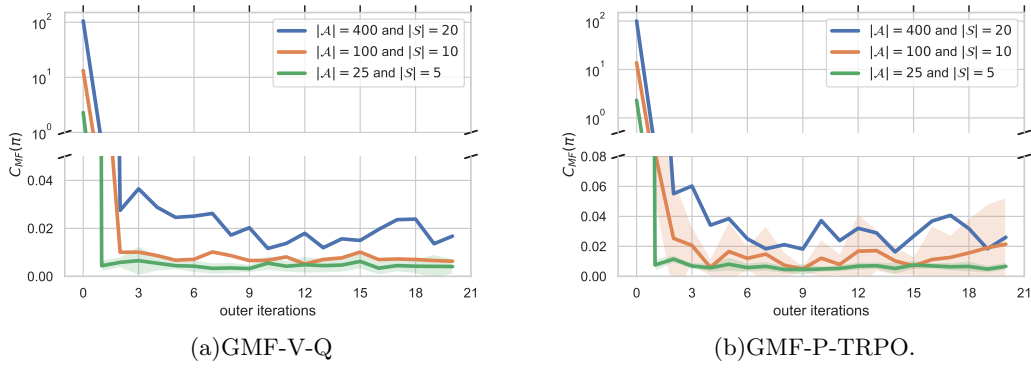 10²
10¹
10⁰
0.04
0.02
0.00
C_MF(π)
|𝒜| = 400 and |𝒮| = 20
|𝒜| = 100 and |𝒮| = 10
|𝒜| = 25 and |𝒮| = 5
0 3 6 9 12 15 18 21
outer iterations
(a)GMF-V-Q
10²
10¹
10⁰
0.08
0.06
0.04
0.02
0.00
C_MF(π)
|𝒜| = 400 and |𝒮| = 20
|𝒜| = 100 and |𝒮| = 10
|𝒜| = 25 and |𝒮| = 5
0 3 6 9 12 15 18 21
outer iterations
(b)GMF-P-TRPO.